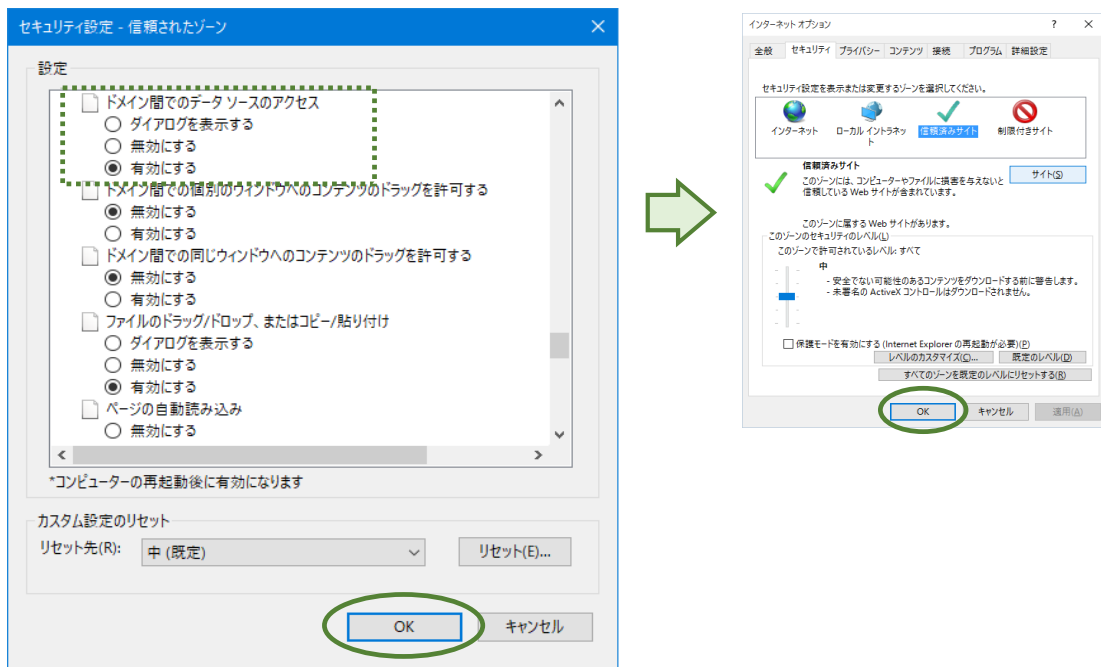 セキュリティ設定 - 信頼されたゾーン
設定
ドメイン間でのデータ ソースのアクセス
ダイアログを表示する
無効にする
有効にする
ドメイン間での個別のウィンドウへのコンテンツのドラッグを許可する
無効にする
有効にする
ドメイン間での同じウィンドウへのコンテンツのドラッグを許可する
無効にする
有効にする
ファイルのドラッグ/ドロップ、またはコピー/貼り付け
ダイアログを表示する
無効にする
有効にする
ページの自動読み込み
無効にする
*コンピューターの再起動後に有効になります
カスタム設定のリセット
リセット先(R):
中 (既定)
リセット(E)...
OK
キャンセル
インターネット オプション
?
全般 セキュリティ プライバシー コンテンツ 接続 プログラム 詳細設定
セキュリティ設定を表示または変更するゾーンを選択してください。
インターネット
ローカル イントラネッ
ト
信頼済みサイト
制限付きサイト
信頼済みサイト
このゾーンには、コンピューターやファイルに損害を与えないと
信頼している Web サイトが含まれています。
サイト(S)
このゾーンに属する Web サイトがあります。
このゾーンのセキュリティのレベル(L)
このゾーンで許可されているレベル: すべて
中
- 安全でない可能性のあるコンテンツをダウンロードする前に警告します。
- 未署名の ActiveX コントロールはダウンロードされません。
保護モードを有効にする (Internet Explorer の再起動が必要)(P)
レベルのカスタマイズ(C)...
既定のレベル(D)
すべてのゾーンを既定のレベルにリセットする(R)
OK
キャンセル
適用(A)